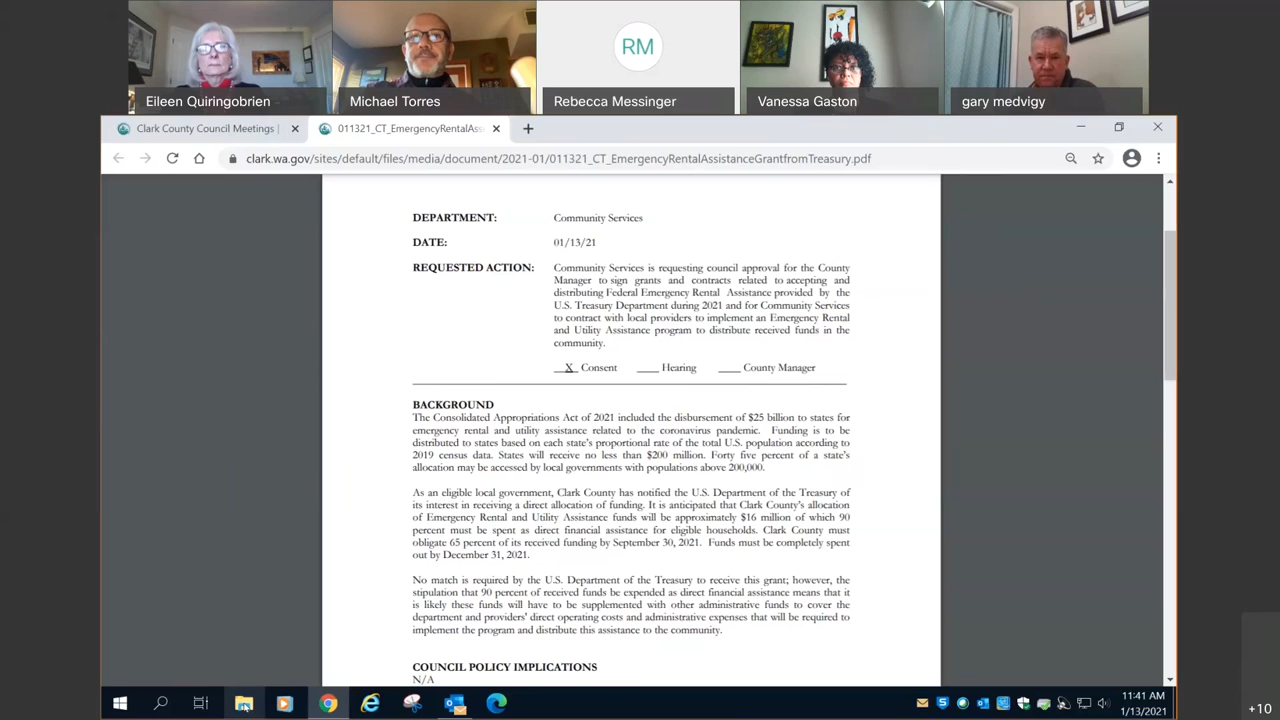 RM
Eileen Quiringobrien
Michael Torres
Rebecca Messinger
Vanessa Gaston
gary medvigy
Clark County Council Meetings |
011321_CT_EmergencyRentalAss
clark.wa.gov/sites/default/files/media/document/2021-01/011321_CT_EmergencyRentalAssistanceGrantfromTreasury.pdf
DEPARTMENT: Community Services
DATE: 01/13/21
REQUESTED ACTION: Community Services is requesting council approval for the County
Manager to sign grants and contracts related to accepting and
distributing Federal Emergency Rental Assistance provided by the
U.S. Treasury Department during 2021 and for Community Services
to contract with local providers to implement an Emergency Rental
and Utility Assistance program to distribute received funds in the
community.
__X_ Consent ____ Hearing ____ County Manager
BACKGROUND
The Consolidated Appropriations Act of 2021 included the disbursement of $25 billion to states for
emergency rental and utility assistance related to the coronavirus pandemic. Funding is to be
distributed to states based on each state's proportional rate of the total U.S. population according to
2019 census data. States will receive no less than $200 million. Forty five percent of a state's
allocation may be accessed by local governments with populations above 200,000.
As an eligible local government, Clark County has notified the U.S. Department of the Treasury of
its interest in receiving a direct allocation of funding. It is anticipated that Clark County's allocation
of Emergency Rental and Utility Assistance funds will be approximately $16 million of which 90
percent must be spent as direct financial assistance for eligible households. Clark County must
obligate 65 percent of its received funding by September 30, 2021. Funds must be completely spent
out by December 31, 2021.
No match is required by the U.S. Department of the Treasury to receive this grant; however, the
stipulation that 90 percent of received funds be expended as direct financial assistance means that it
is likely these funds will have to be supplemented with other administrative funds to cover the
department and providers' direct operating costs and administrative expenses that will be required to
implement the program and distribute this assistance to the community.
COUNCIL POLICY IMPLICATIONS
N/A
11:41 AM
1/13/2021
+10